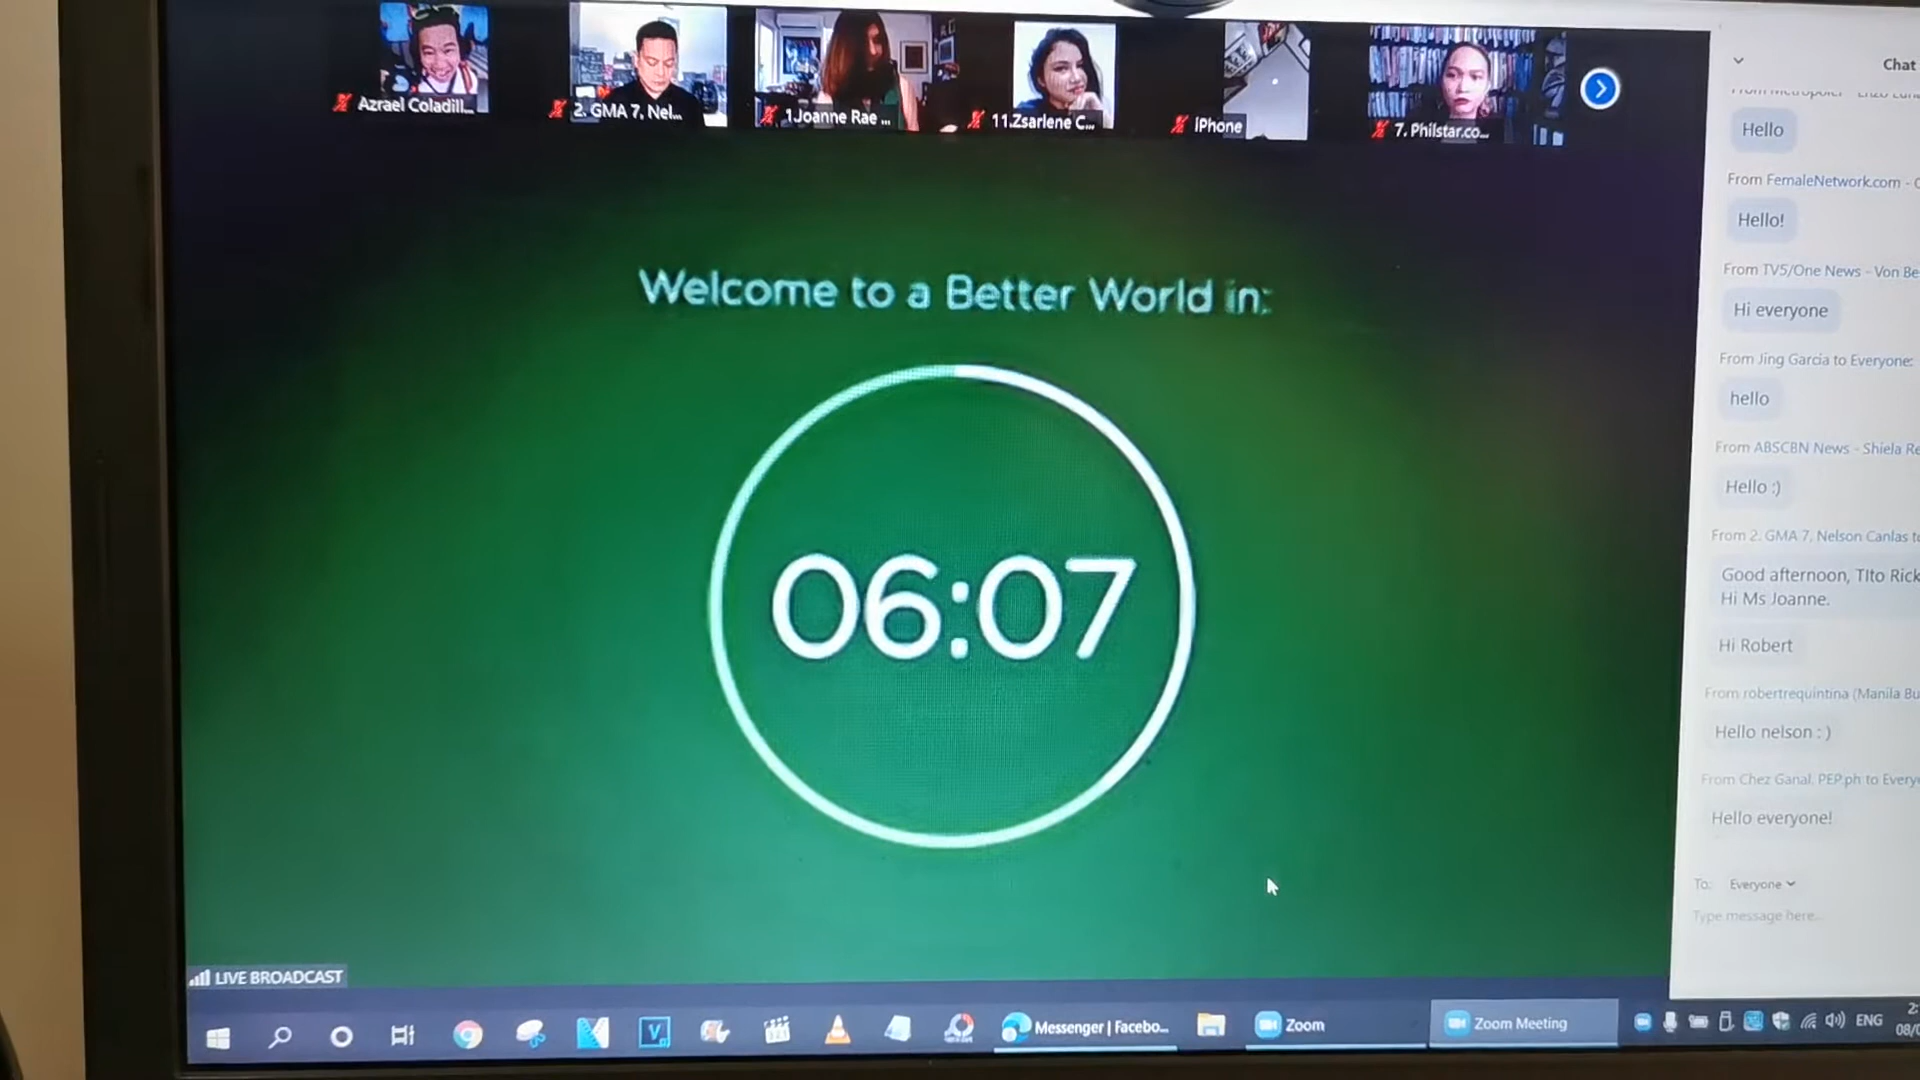 Azrael Coladill...
2. GMA 7, Nel...
1Joanne Rae ...
11.Zsarlene C...
iPhone
7. Philstar.co...
Welcome to a Better World in:
06:07
LIVE BROADCAST
Chat
Hello
From FemaleNetwork.com -
Hello!
From TV5/One News - Von Be
Hi everyone
From Jing Garcia to Everyone:
hello
From ABSCBN News - Shiela Re
Hello :)
From 2. GMA 7, Nelson Canlas to
Good afternoon, TIto Rick
Hi Ms Joanne.
Hi Robert
From robertrequintina (Manila Bu
Hello nelson : )
From Chez Ganal, PEP.ph to Every
Hello everyone!
To: Everyone
Type message here...
Messenger | Facebo...
Zoom
Zoom Meeting
ENG